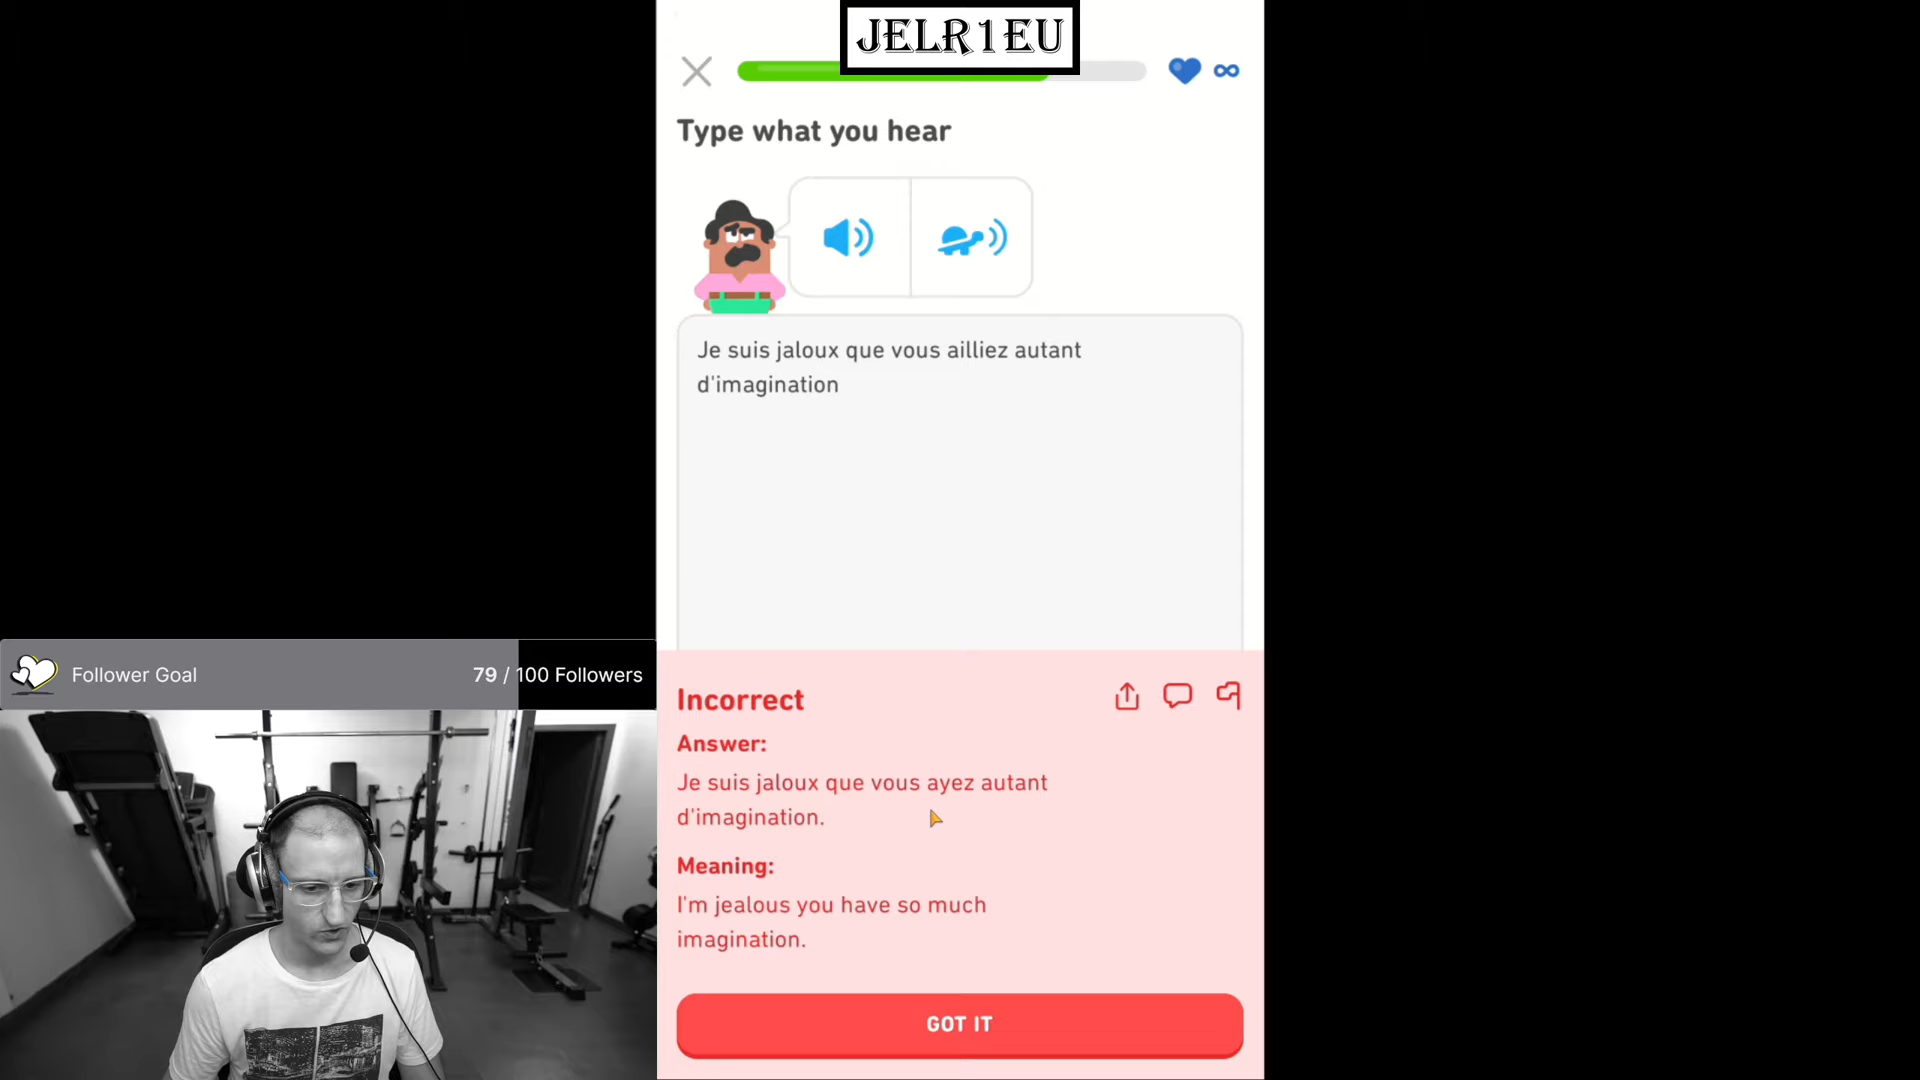 JELR1EU
Type what you hear
Je suis jaloux que vous ailliez autant
d'imagination
Follower Goal
79 / 100 Followers
Incorrect
Answer:
Je suis jaloux que vous ayez autant
d'imagination.
Meaning:
I'm jealous you have so much
imagination.
GOT IT